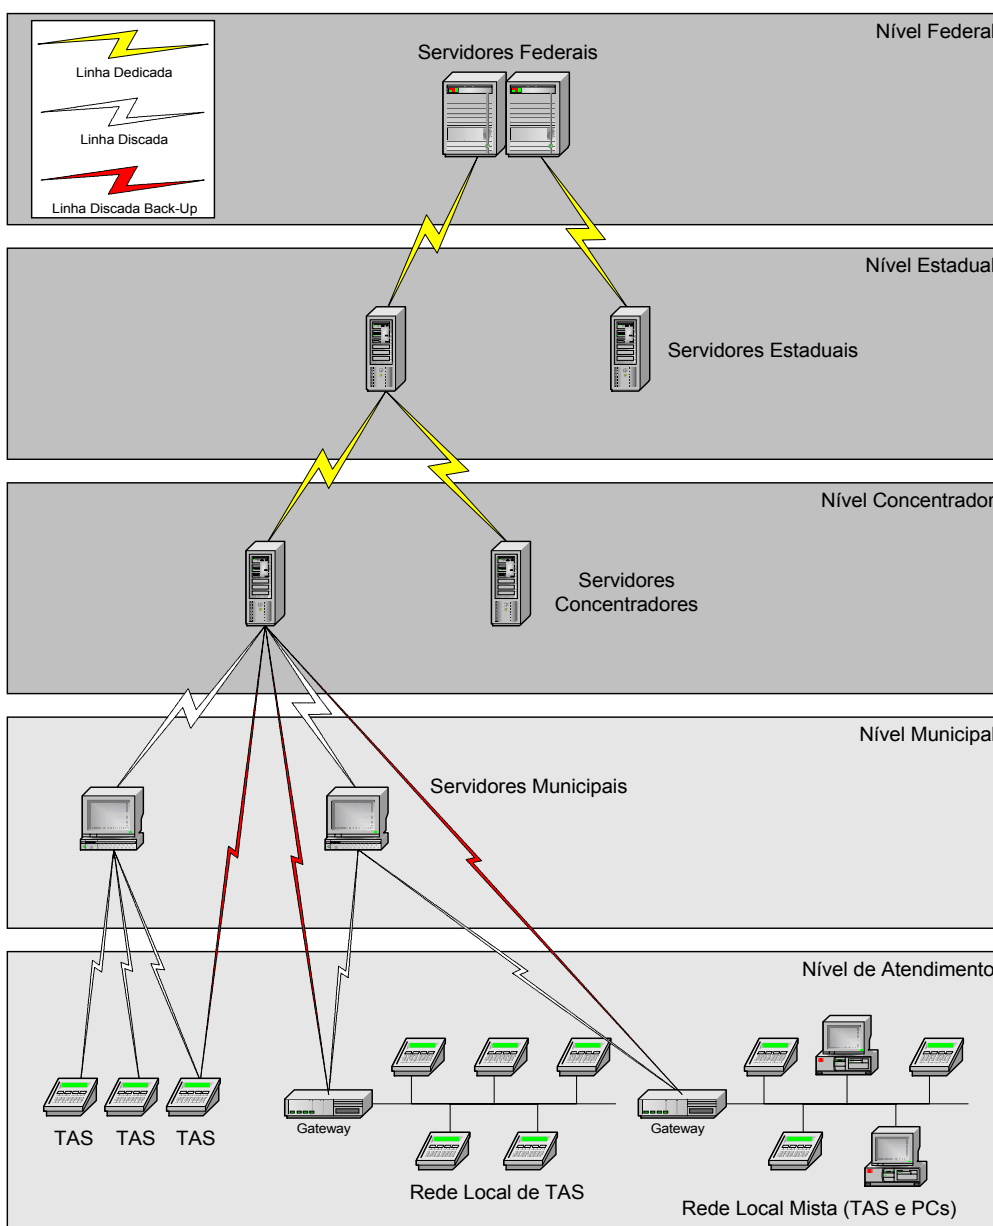 Nível Federal
Servidores Federais
Linha Dedicada
Linha Discada
Linha Discada Back-Up
Nível Estadual
Servidores Estaduais
Nível Concentrador
Servidores
Concentradores
Nível Municipal
Servidores Municipais
Nível de Atendimento
TAS
TAS
TAS
Gateway
Gateway
Rede Local de TAS
Rede Local Mista (TAS e PCs)